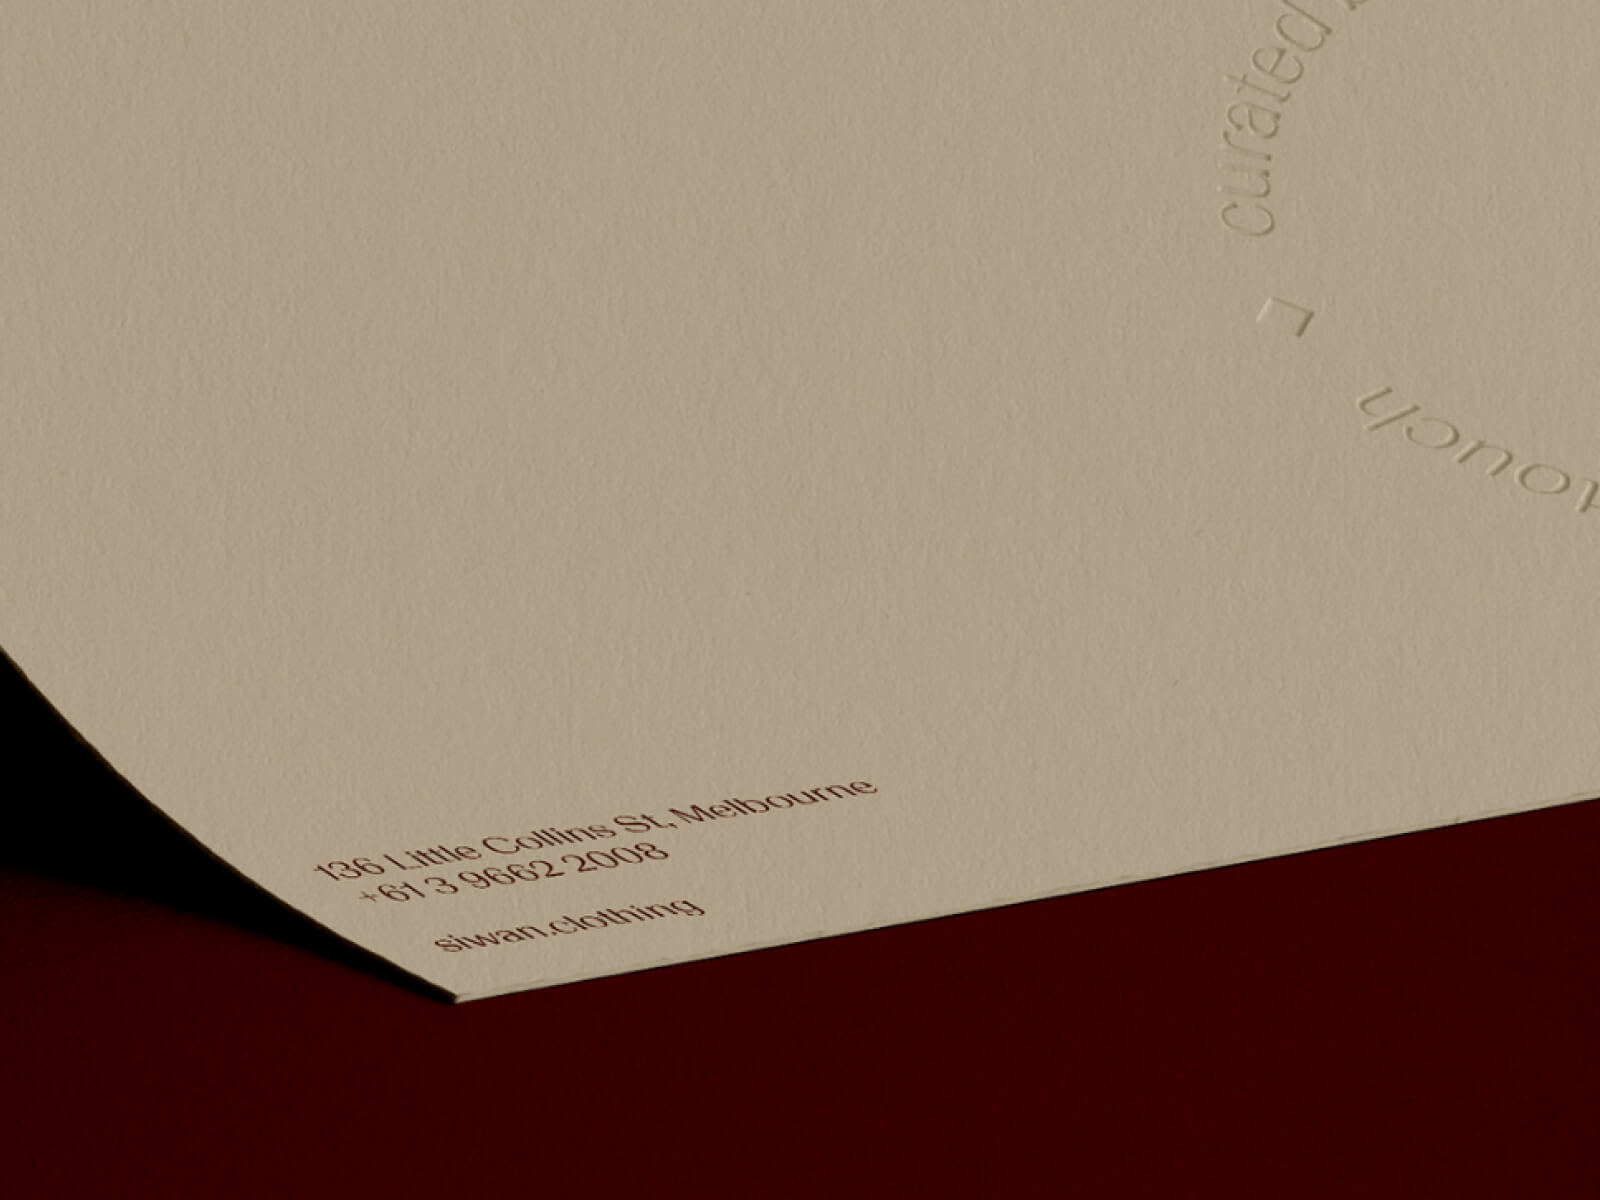 curated
touch
136 Little Collins St, Melbourne
+61 3 9662 2008
siwan.clothing